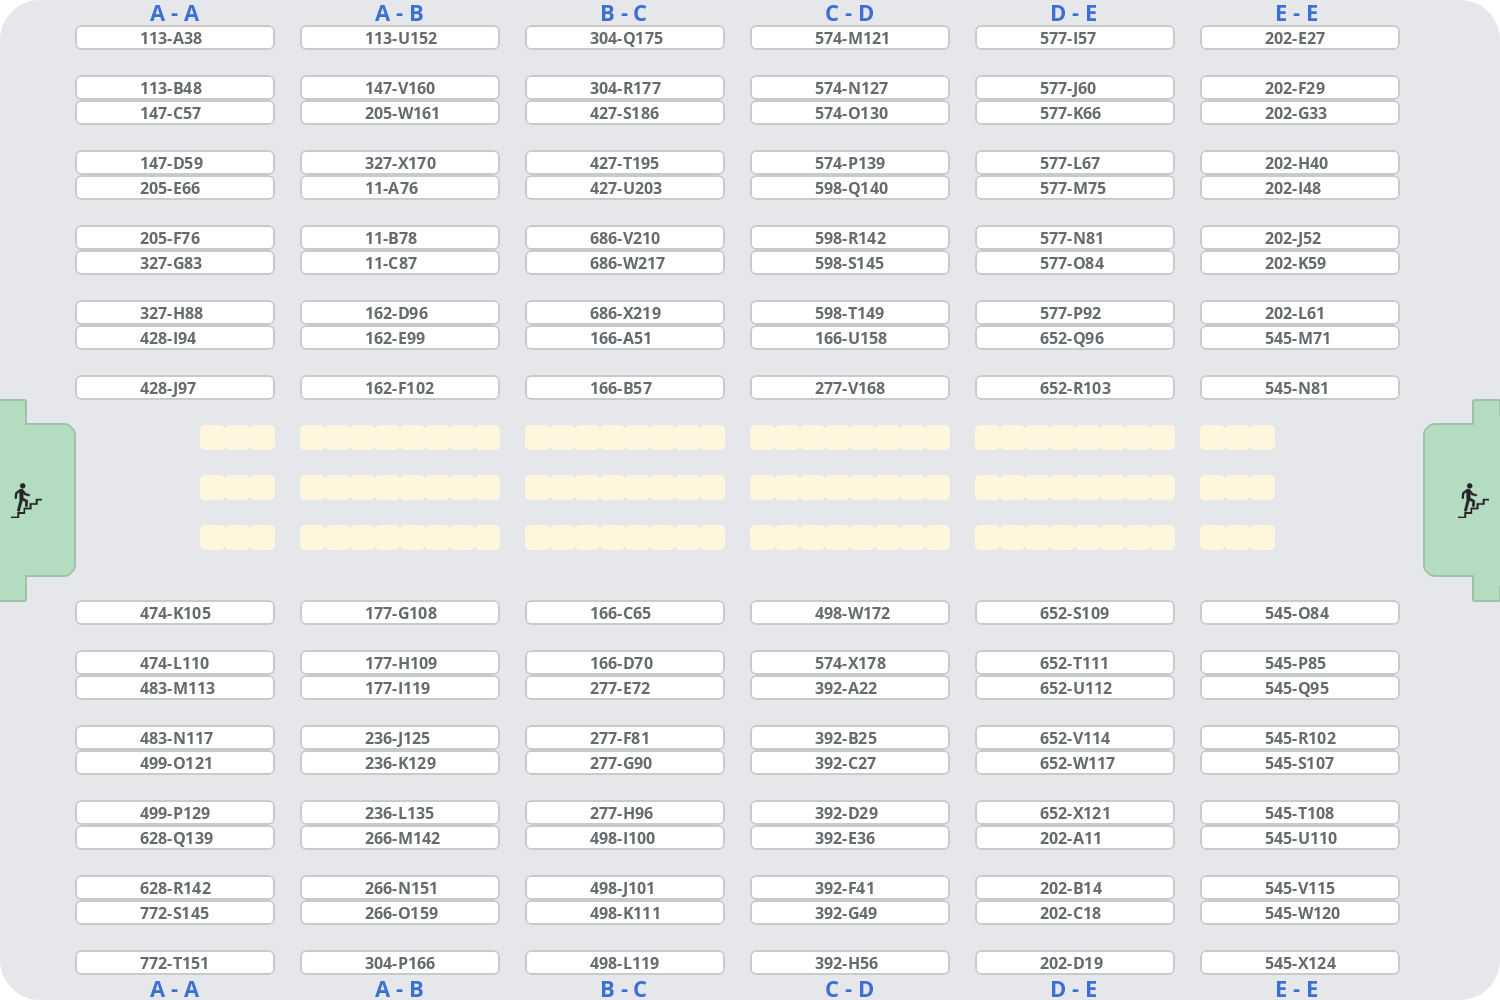 A - A A - B B - C C - D D - E E - E
113-A38 113-U152 304-Q175 574-M121 577-I57 202-E27
113-B48 147-V160 304-R177 574-N127 577-J60 202-F29
147-C57 205-W161 427-S186 574-O130 577-K66 202-G33
147-D59 327-X170 427-T195 574-P139 577-L67 202-H40
205-E66 11-A76 427-U203 598-Q140 577-M75 202-I48
205-F76 11-B78 686-V210 598-R142 577-N81 202-J52
327-G83 11-C87 686-W217 598-S145 577-O84 202-K59
327-H88 162-D96 686-X219 598-T149 577-P92 202-L61
428-I94 162-E99 166-A51 166-U158 652-Q96 545-M71
428-J97 162-F102 166-B57 277-V168 652-R103 545-N81
474-K105 177-G108 166-C65 498-W172 652-S109 545-O84
474-L110 177-H109 166-D70 574-X178 652-T111 545-P85
483-M113 177-I119 277-E72 392-A22 652-U112 545-Q95
483-N117 236-J125 277-F81 392-B25 652-V114 545-R102
499-O121 236-K129 277-G90 392-C27 652-W117 545-S107
499-P129 236-L135 277-H96 392-D29 652-X121 545-T108
628-Q139 266-M142 498-I100 392-E36 202-A11 545-U110
628-R142 266-N151 498-J101 392-F41 202-B14 545-V115
772-S145 266-O159 498-K111 392-G49 202-C18 545-W120
772-T151 304-P166 498-L119 392-H56 202-D19 545-X124
A - A A - B B - C C - D D - E E - E